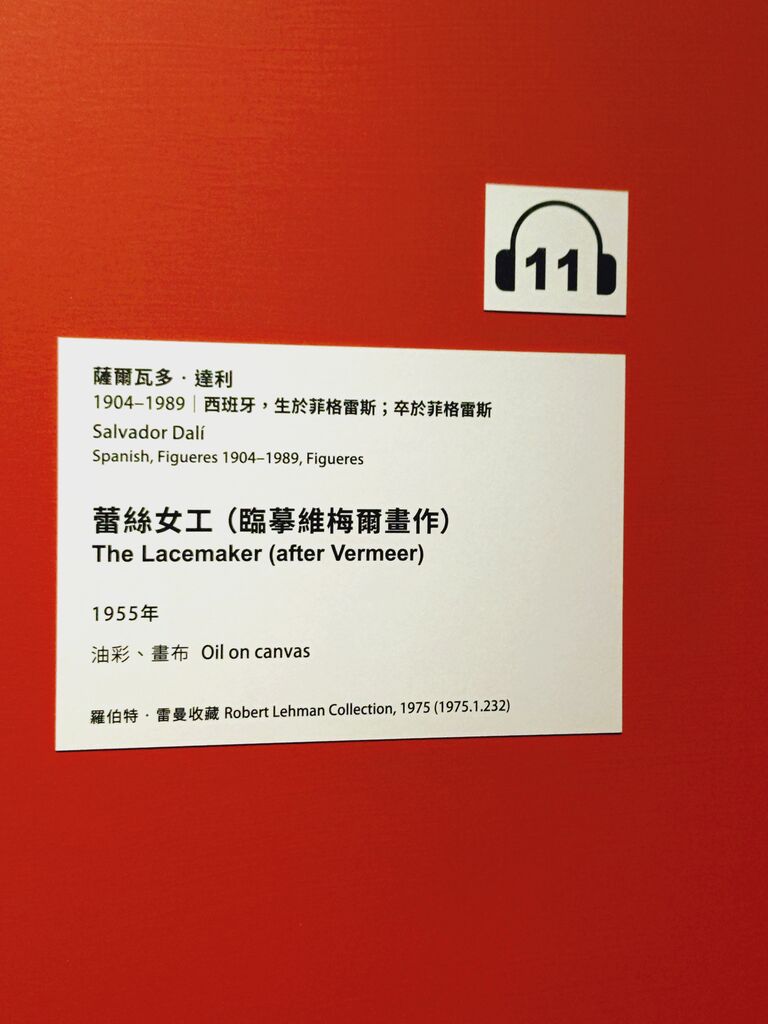 11
薩爾瓦多．達利
1904–1989｜西班牙，生於菲格雷斯；卒於菲格雷斯
Salvador Dalí
Spanish, Figueres 1904–1989, Figueres
蕾絲女工（臨摹維梅爾畫作）
The Lacemaker (after Vermeer)
1955年
油彩、畫布 Oil on canvas
羅伯特．雷曼收藏 Robert Lehman Collection, 1975 (1975.1.232)